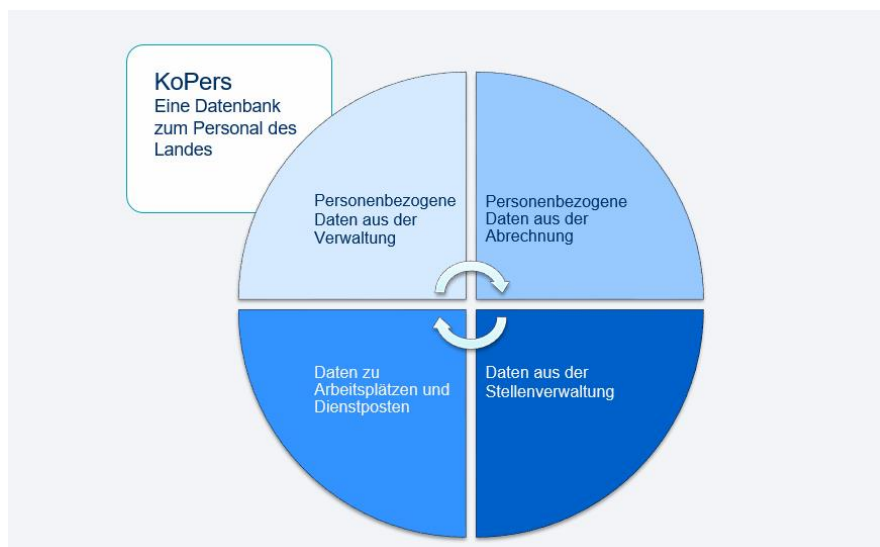 KoPers
Eine Datenbank
zum Personal des
Landes
Personenbezogene
Daten aus der
Verwaltung
Personenbezogene
Daten aus der
Abrechnung
Daten zu
Arbeitsplätzen und
Dienstposten
Daten aus der
Stellenverwaltung